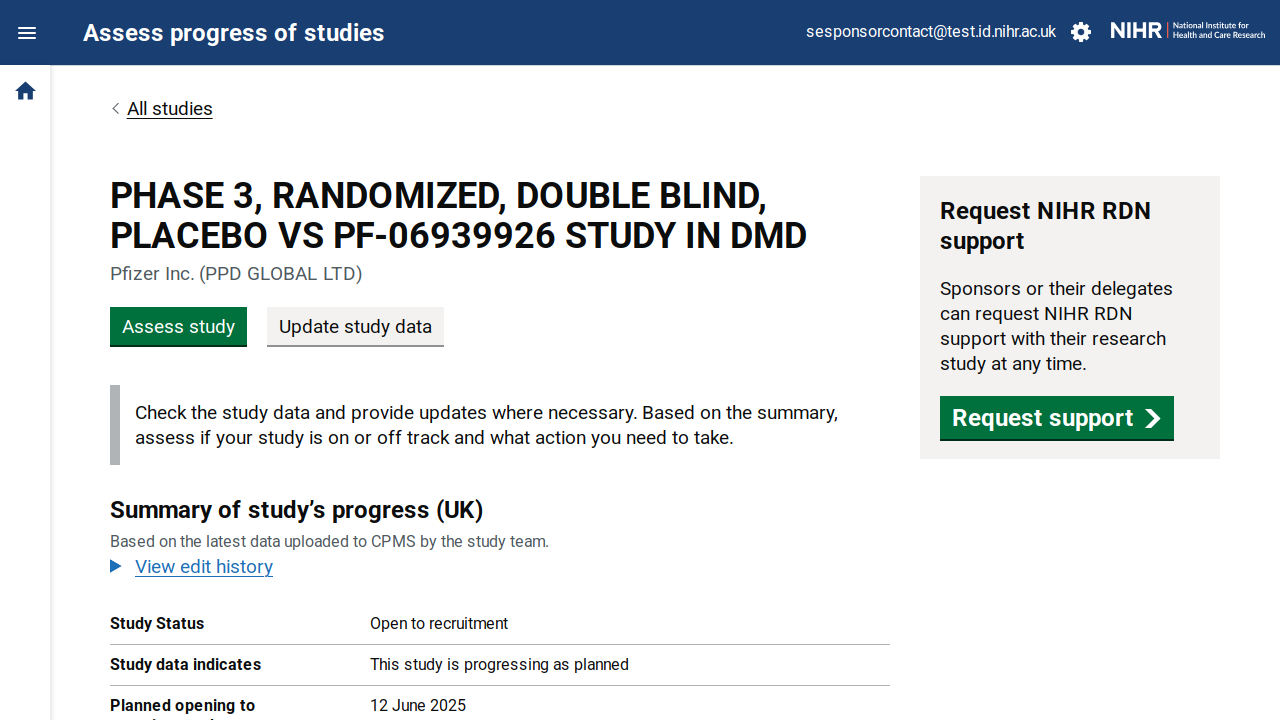 Assess progress of studies
sesponsorcontact@test.id.nihr.ac.uk
NIHR
National Institute for
Health and Care Research
All studies
PHASE 3, RANDOMIZED, DOUBLE BLIND,
PLACEBO VS PF-06939926 STUDY IN DMD
Pfizer Inc. (PPD GLOBAL LTD)
Assess study
Update study data
Check the study data and provide updates where necessary. Based on the summary,
assess if your study is on or off track and what action you need to take.
Summary of study’s progress (UK)
Based on the latest data uploaded to CPMS by the study team.
View edit history
Study Status
Open to recruitment
Study data indicates
This study is progressing as planned
Planned opening to
12 June 2025
Request NIHR RDN
support
Sponsors or their delegates
can request NIHR RDN
support with their research
study at any time.
Request support